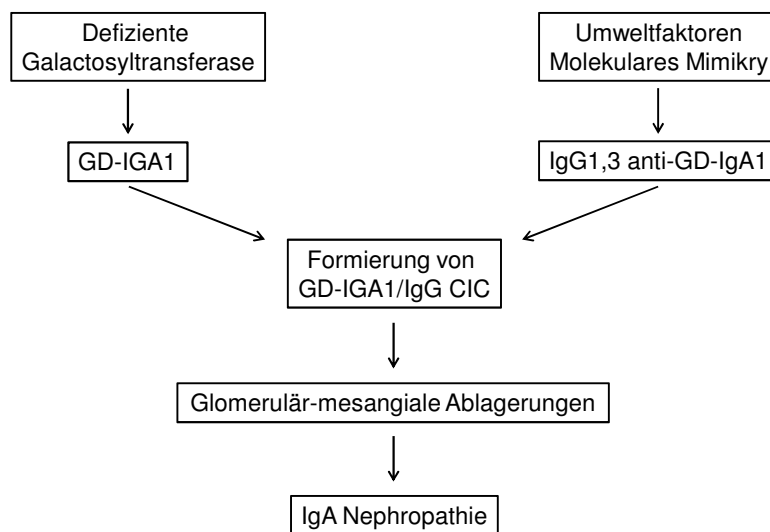 Defiziente
Galactosyltransferase
Umweltfaktoren
Molekulares Mimikry
GD-IGA1
IgG1,3 anti-GD-IgA1
Formierung von
GD-IGA1/IgG CIC
Glomerulär-mesangiale Ablagerungen
IgA Nephropathie